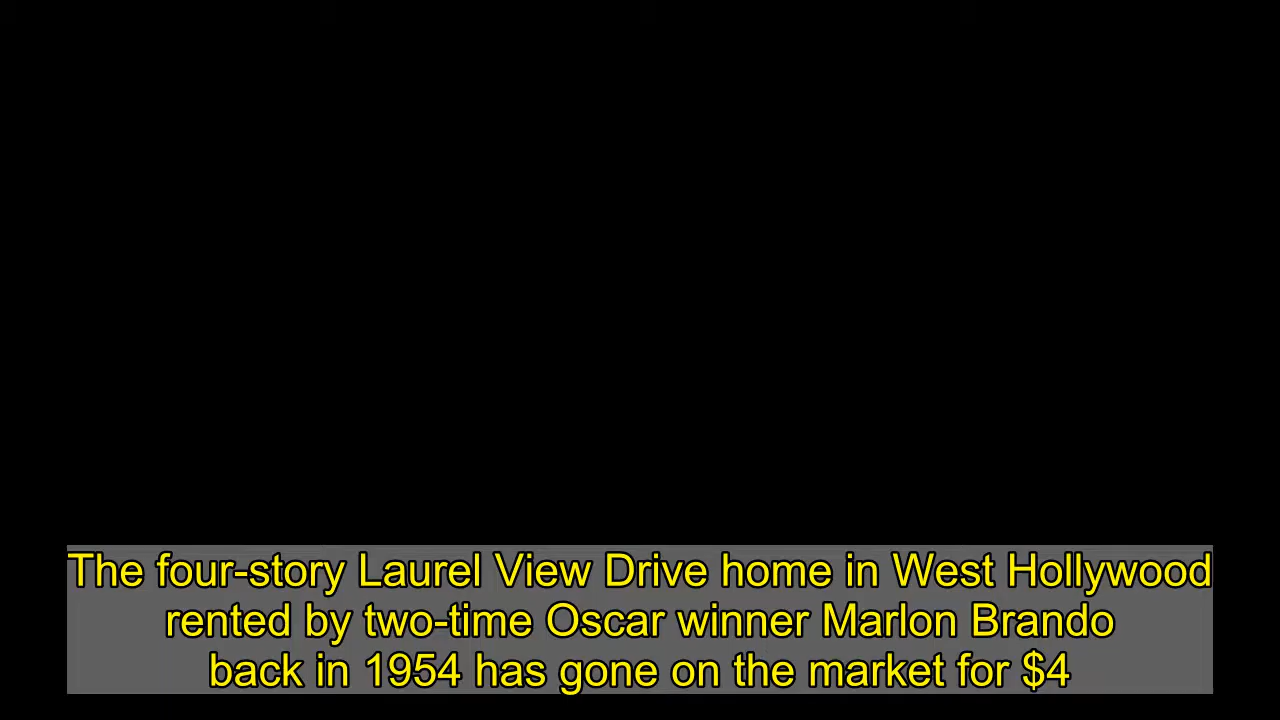 The four-story Laurel View Drive home in West Hollywood
rented by two-time Oscar winner Marlon Brando
back in 1954 has gone on the market for $4